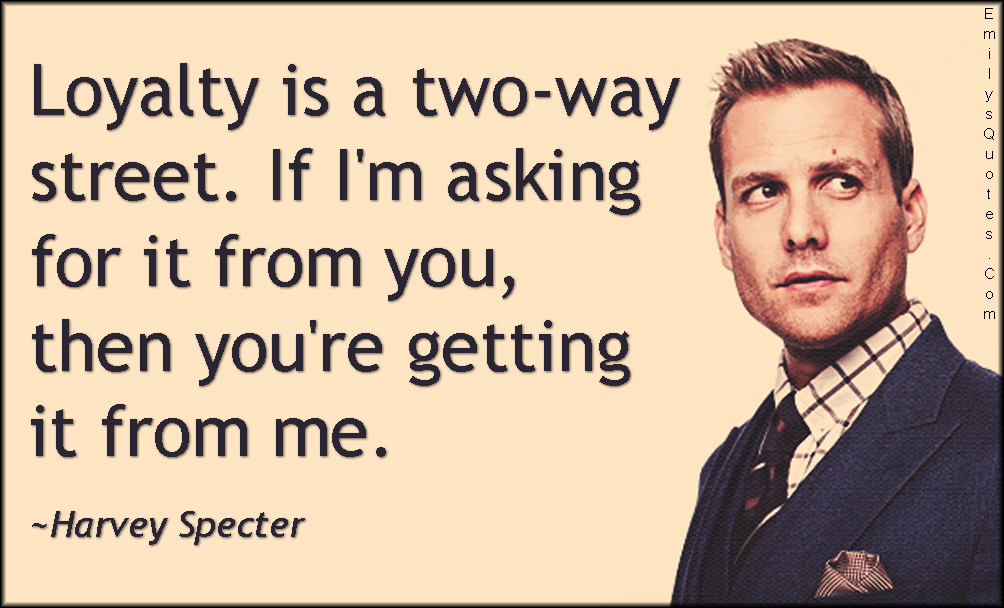 Loyalty is a two-way
street. If I'm asking
for it from you,
then you're getting
it from me.
~Harvey Specter
EmilysQuotes.Com